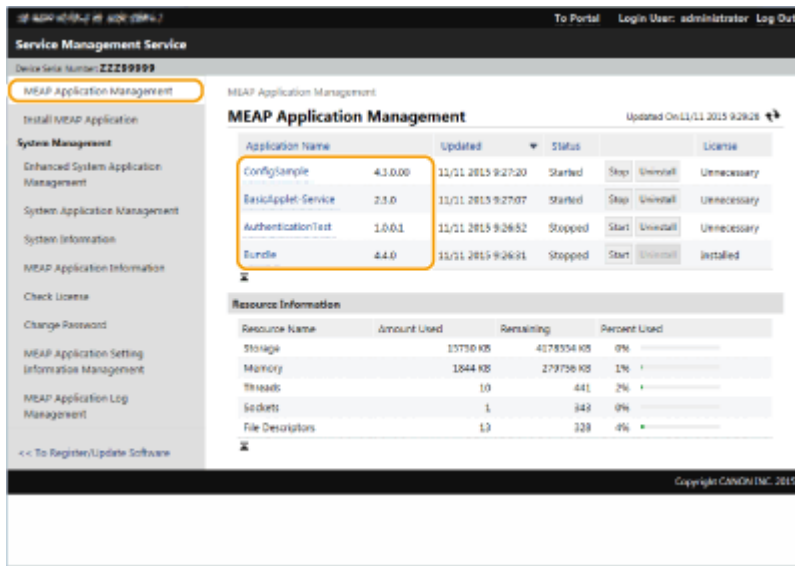 To Portal Login User: administrator Log Out
Service Management Service
Device Serial Number: ZZZ99999
MEAP Application Management
Install MEAP Application
System Management
Enhanced System Application
Management
System Application Management
System Information
MEAP Application Information
Check License
Change Password
MEAP Application Setting
Information Management
MEAP Application Log
Management
<< To Register/Update Software
MEAP Application Management
MEAP Application Management Updated On:11/11 2015 9:29:28
Application Name Updated Status License
ConfigSample 4.3.0.00 11/11 2015 9:27:20 Started Stop Uninstall Unnecessary
BasicApplet-Service 2.3.0 11/11 2015 9:27:07 Started Stop Uninstall Unnecessary
AuthenticationTest 1.0.0.1 11/11 2015 9:26:52 Stopped Start Uninstall Unnecessary
Bundle 4.4.0 11/11 2015 9:26:31 Stopped Start Uninstall Installed
Resource Information
Resource Name Amount Used Remaining Percent Used
Storage 15750 KB 4178554 KB 0%
Memory 1844 KB 279756 KB 1%
Threads 10 441 2%
Sockets 1 343 0%
File Descriptors 13 328 4%
Copyright CANON INC. 2015